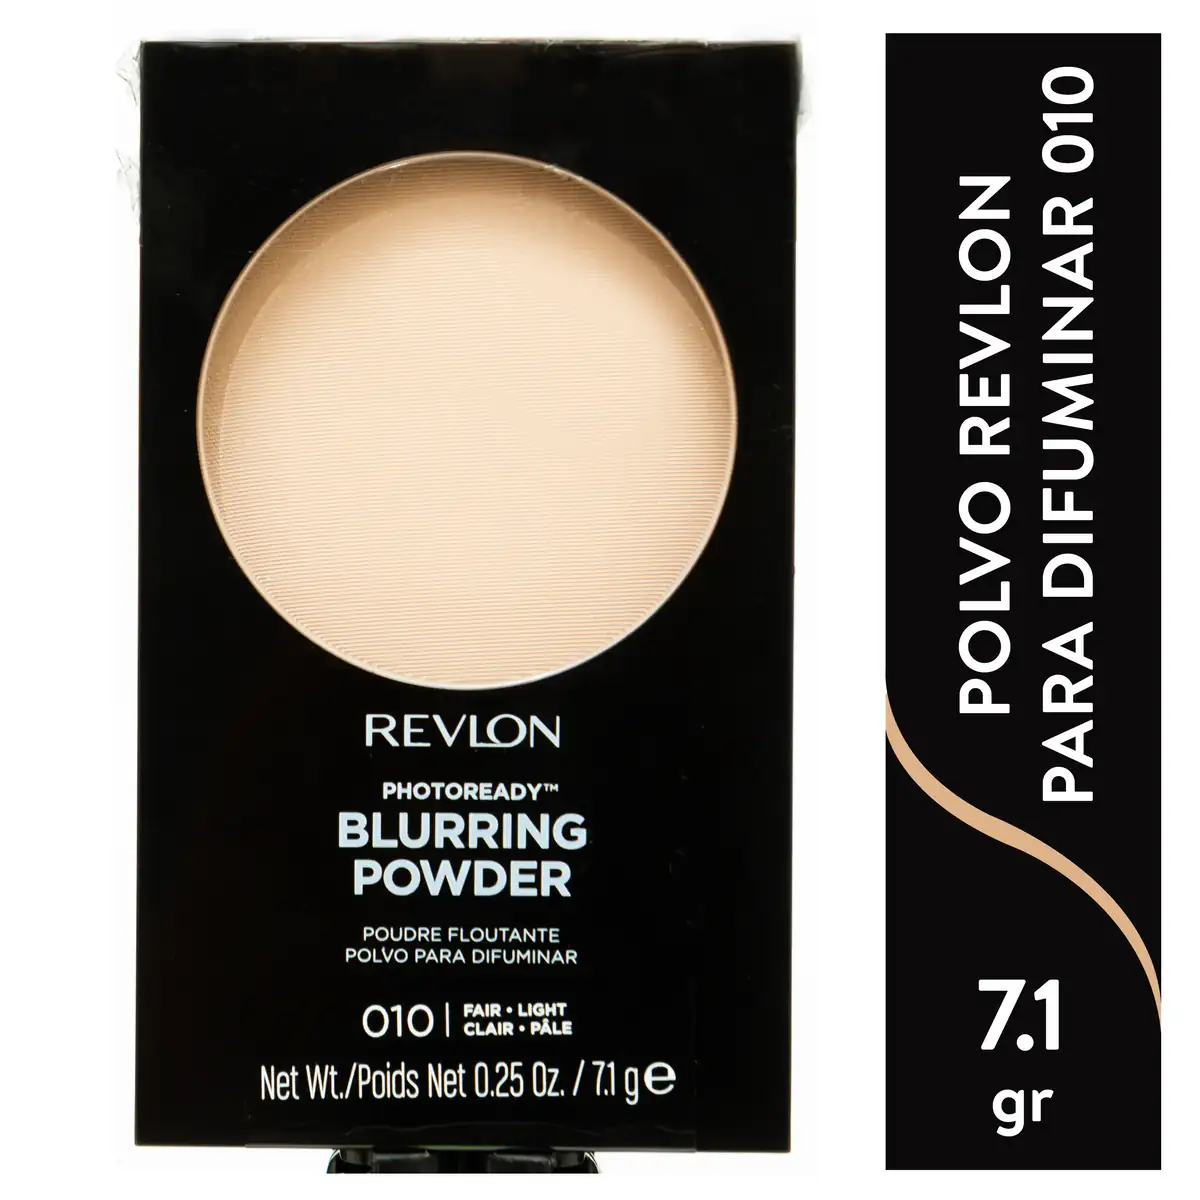 REVLON
PHOTOREADY™
BLURRING
POWDER
POUDRE FLOUTANTE
POLVO PARA DIFUMINAR
010 | FAIR • LIGHT
CLAIR • PÂLE
Net Wt./Poids Net 0.25 Oz. / 7.1 g e
POLVO REVLON
PARA DIFUMINAR 010
7.1
gr